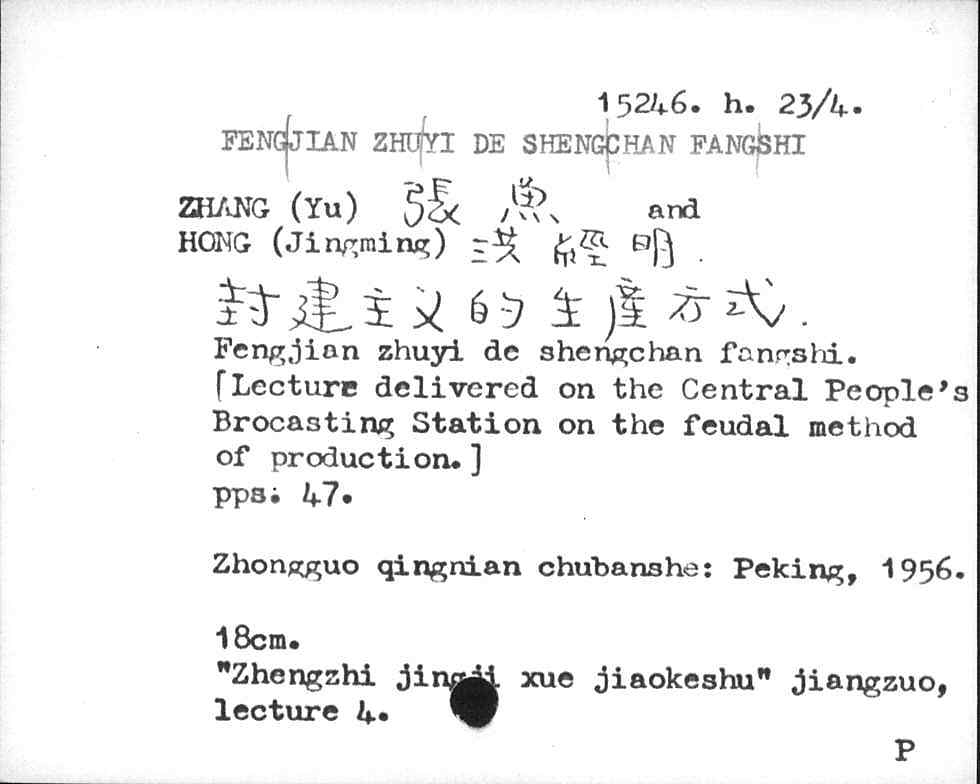 15246. h. 23/4.
FENGJIAN ZHUYI DE SHENGCHAN FANGSHI
ZHANG (Yu) 張 魚 and
HONG (Jingming) 洪 經 明.
封建主义的生產方式.
Fengjian zhuyi de shengchan fangshi.
[Lecture delivered on the Central People's
Brocasting Station on the feudal method
of production.]
pps: 47.
Zhongguo qingnian chubanshe: Peking, 1956.
18cm.
"Zhengzhi jingji xue jiaokeshu" jiangzuo,
lecture 4.
P